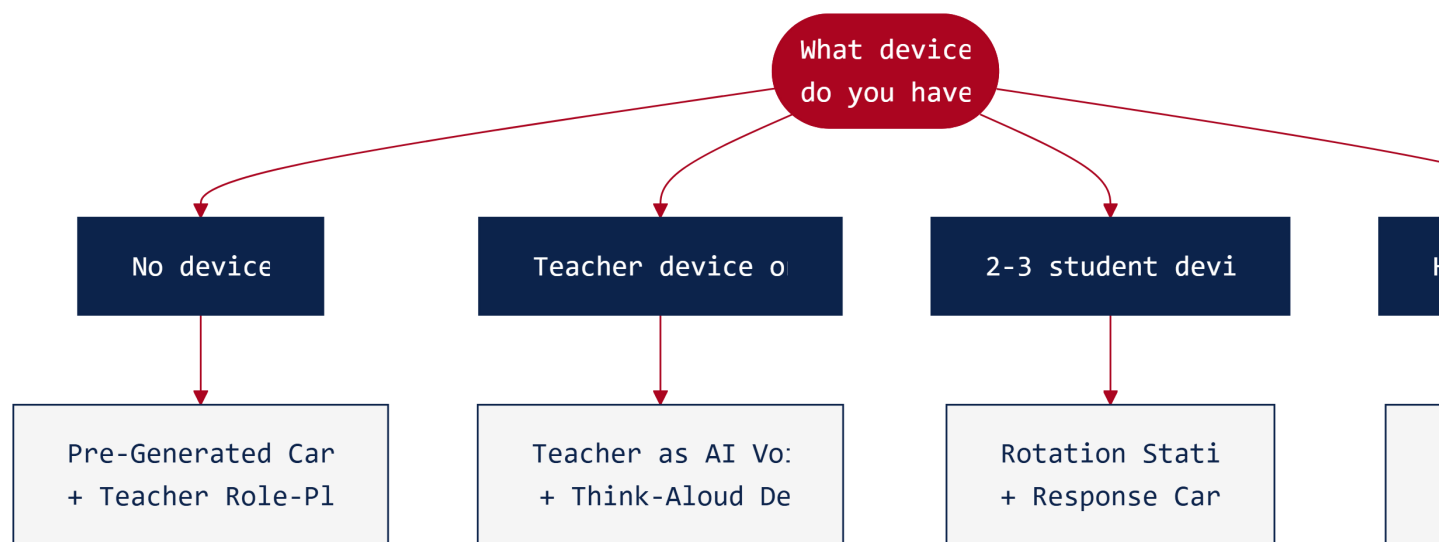 What device
do you have
No device
Teacher device o
2-3 student devi
Pre-Generated Car
+ Teacher Role-Pl
Teacher as AI Vo
+ Think-Aloud De
Rotation Stati
+ Response Car